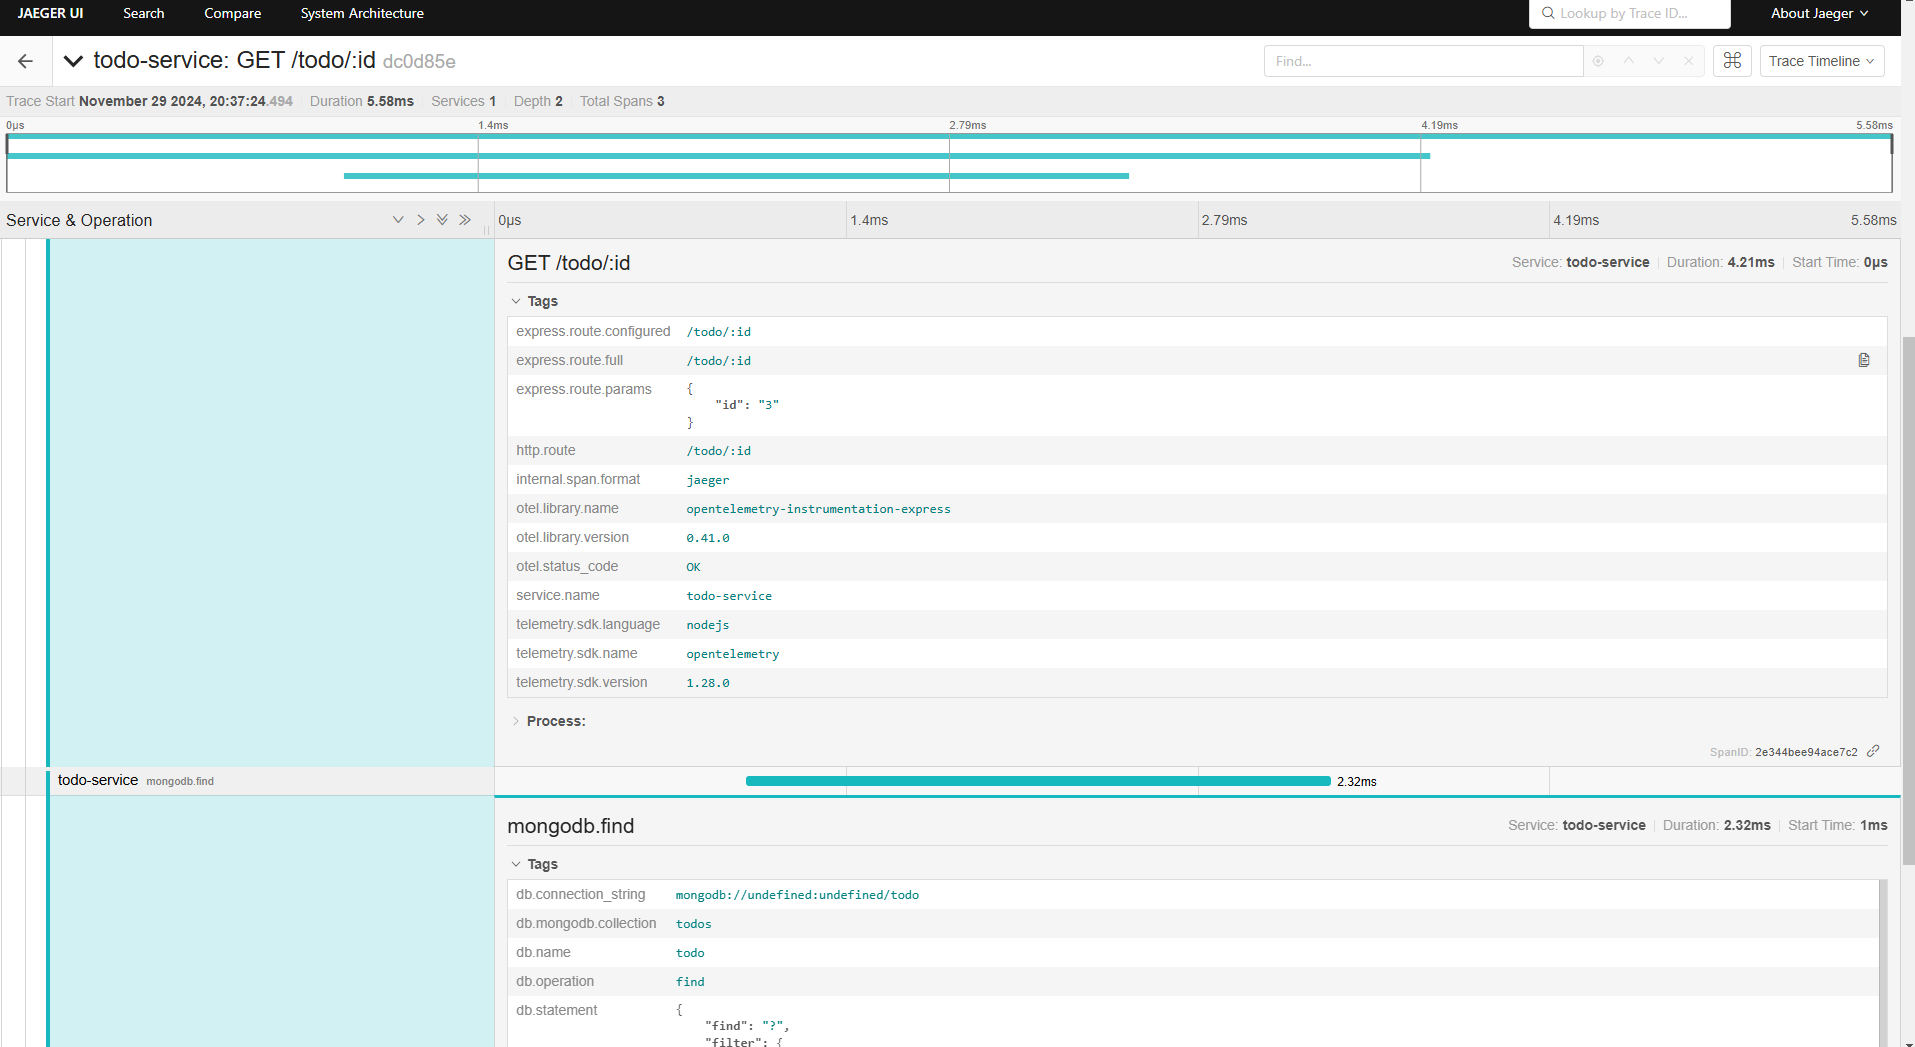 JAEGER UI Search Compare System Architecture Lookup by Trace ID... About Jaeger
todo-service: GET /todo/:id dc0d85e Find... Trace Timeline
Trace Start November 29 2024, 20:37:24.494 Duration 5.58ms Services 1 Depth 2 Total Spans 3
0μs 1.4ms 2.79ms 4.19ms 5.58ms
Service & Operation 0μs 1.4ms 2.79ms 4.19ms 5.58ms
GET /todo/:id Service: todo-service Duration: 4.21ms Start Time: 0μs
Tags
express.route.configured /todo/:id
express.route.full /todo/:id
express.route.params {
"id": "3"
}
http.route /todo/:id
internal.span.format jaeger
otel.library.name opentelemetry-instrumentation-express
otel.library.version 0.41.0
otel.status_code OK
service.name todo-service
telemetry.sdk.language nodejs
telemetry.sdk.name opentelemetry
telemetry.sdk.version 1.28.0
Process:
SpanID: 2e344bee94ace7c2
todo-service mongodb.find 2.32ms
mongodb.find Service: todo-service Duration: 2.32ms Start Time: 1ms
Tags
db.connection_string mongodb://undefined:undefined/todo
db.mongodb.collection todos
db.name todo
db.operation find
db.statement {
"find": "?",
"filter": {